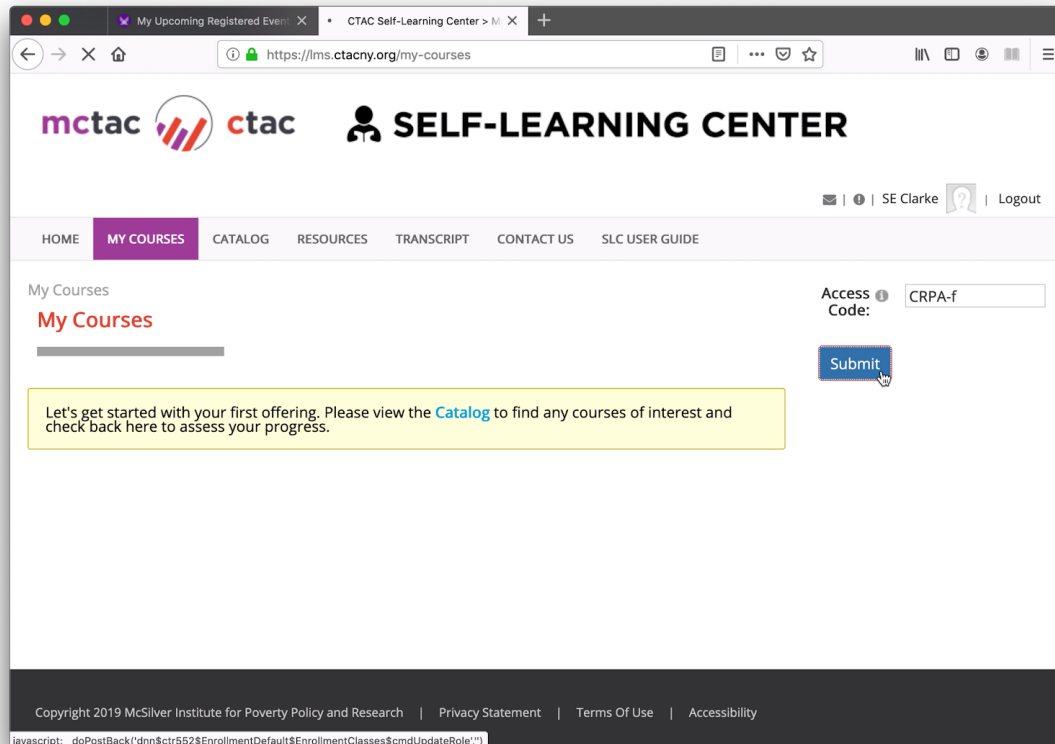 My Upcoming Registered Event
CTAC Self-Learning Center > M
https://lms.ctacny.org/my-courses
mctac ctac SELF-LEARNING CENTER
| | SE Clarke | Logout
HOME MY COURSES CATALOG RESOURCES TRANSCRIPT CONTACT US SLC USER GUIDE
My Courses
My Courses
Access Code:
CRPA-f
Submit
Let's get started with your first offering. Please view the Catalog to find any courses of interest and
check back here to assess your progress.
Copyright 2019 McSilver Institute for Poverty Policy and Research | Privacy Statement | Terms Of Use | Accessibility
javascript:__doPostBack('dnn$ctr552$EnrollmentDefault$EnrollmentClasses$cmdUpdateRole','')